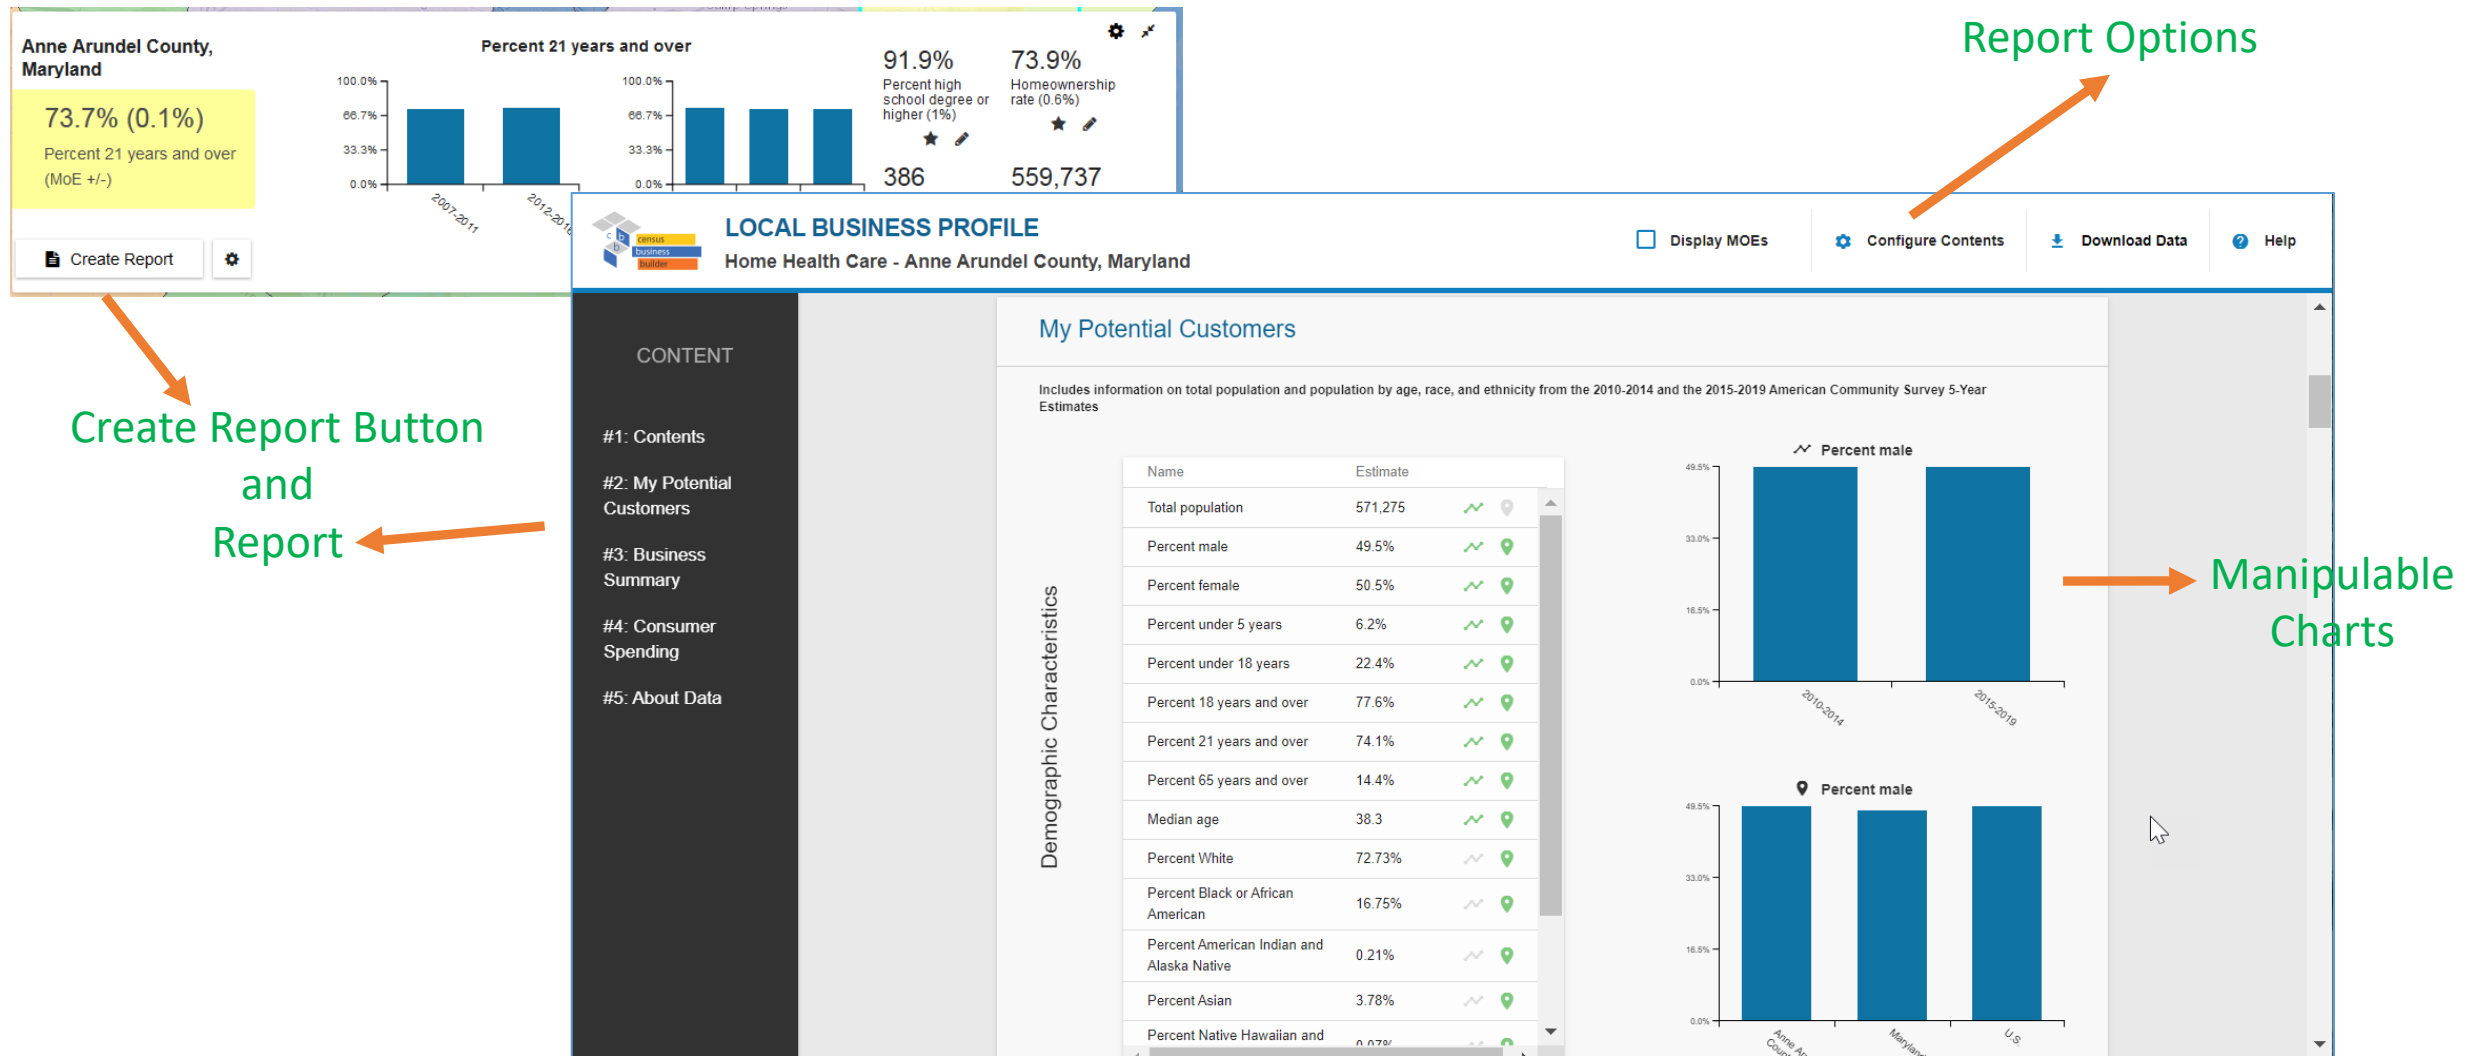 Anne Arundel County,
Maryland
73.7% (0.1%)
Percent 21 years and over
(MoE +/-)
Create Report
Percent 21 years and over
100.0%
66.7%
33.3%
0.0%
2007-2011
100.0%
66.7%
33.3%
0.0%
91.9%
Percent high
school degree or
higher (1%)
73.9%
Homeownership
rate (0.6%)
386
559,737
Report Options
Create Report Button
and
Report
Manipulable
Charts
census
business
builder
LOCAL BUSINESS PROFILE
Home Health Care - Anne Arundel County, Maryland
Display MOEs
Configure Contents
Download Data
Help
CONTENT
#1: Contents
#2: My Potential
Customers
#3: Business
Summary
#4: Consumer
Spending
#5: About Data
My Potential Customers
Includes information on total population and population by age, race, and ethnicity from the 2010-2014 and the 2015-2019 American Community Survey 5-Year
Estimates
Demographic Characteristics
Name Estimate
Total population 571,275
Percent male 49.5%
Percent female 50.5%
Percent under 5 years 6.2%
Percent under 18 years 22.4%
Percent 18 years and over 77.6%
Percent 21 years and over 74.1%
Percent 65 years and over 14.4%
Median age 38.3
Percent White 72.73%
Percent Black or African
American 16.75%
Percent American Indian and
Alaska Native 0.21%
Percent Asian 3.78%
Percent Native Hawaiian and
Percent male
49.5%
33.0%
16.5%
0.0%
2010-2014
2015-2019
Percent male
49.5%
33.0%
16.5%
0.0%
Anne
Maryland
U.S.